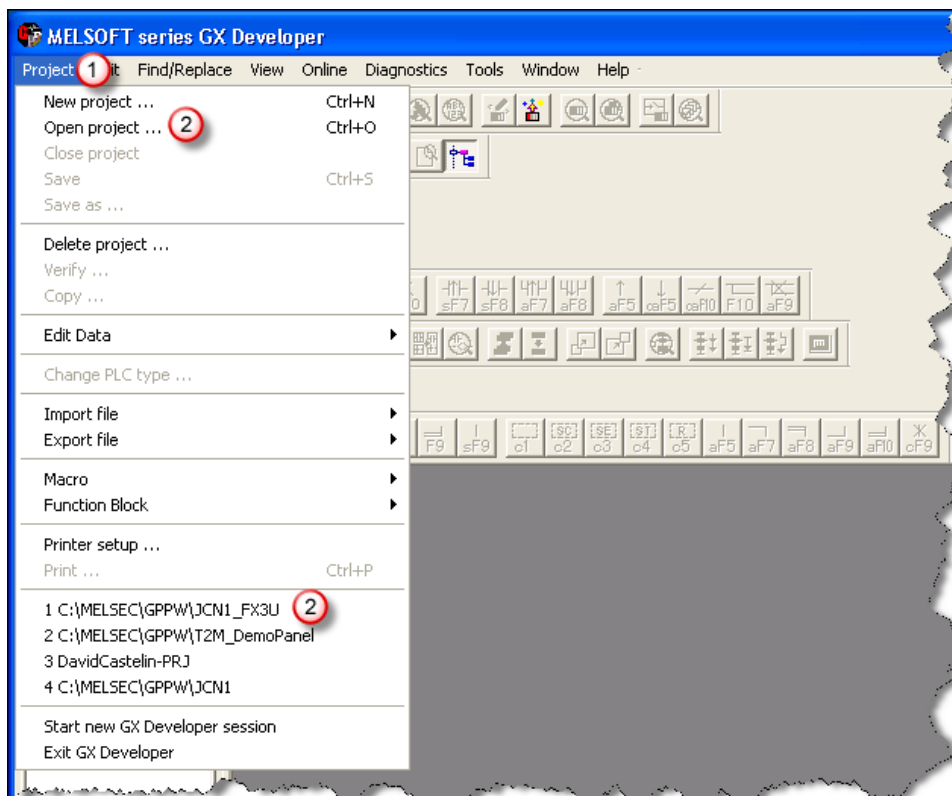 MELSOFT series GX Developer
Project 1 it Find/Replace View Online Diagnostics Tools Window Help
New project ... Ctrl+N
Open project ... 2 Ctrl+O
Close project
Save Ctrl+S
Save as ...
Delete project ...
Verify ...
Copy ...
sF7 sF8 aF7 aF8 aF5 caF5 caF10 F10 aF9
Edit Data
Change PLC type ...
Import file
Export file
F9 sF9 c1 c2 c3 c4 c5 aF5 aF7 aF8 aF9 aF10 cF9
Macro
Function Block
Printer setup ...
Print ... Ctrl+P
1 C:\MELSEC\GPPW\JCN1_FX3U 2
2 C:\MELSEC\GPPW\T2M_DemoPanel
3 DavidCastelin-PRJ
4 C:\MELSEC\GPPW\JCN1
Start new GX Developer session
Exit GX Developer